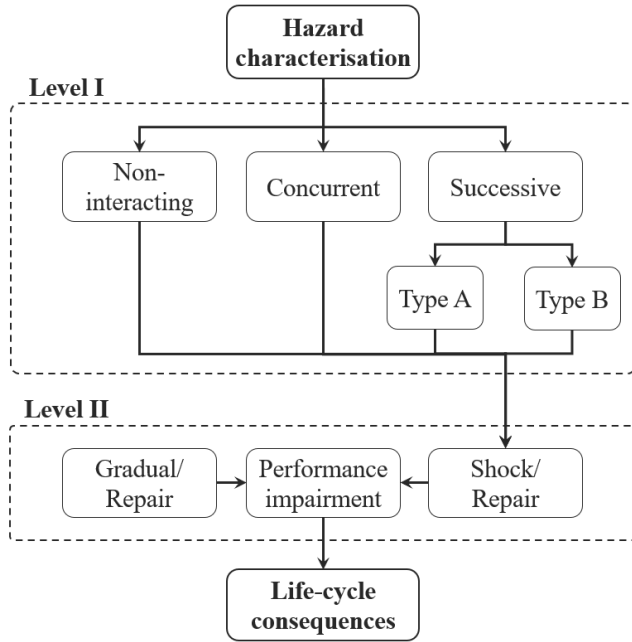 Hazard
characterisation
Level I
Non-
interacting
Concurrent
Successive
Type A
Type B
Level II
Gradual/
Repair
Performance
impairment
Shock/
Repair
Life-cycle
consequences